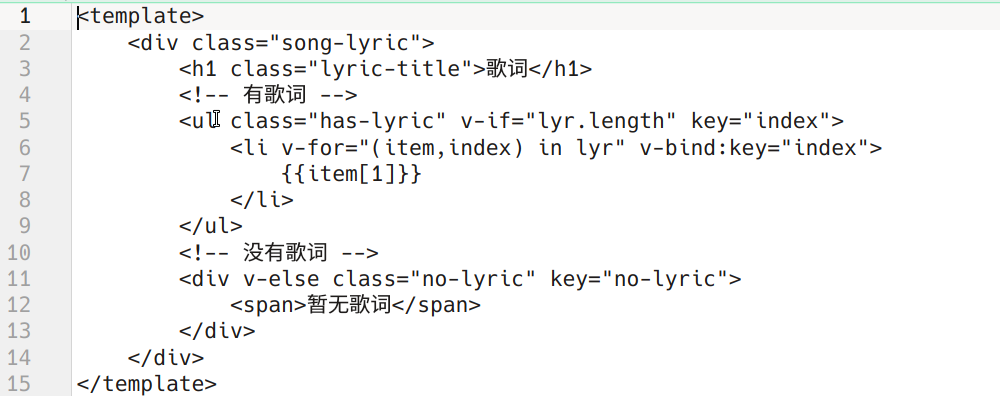 1 <template>
2     <div class="song-lyric">
3         <h1 class="lyric-title">歌词</h1>
4         <!-- 有歌词 -->
5         <ul class="has-lyric" v-if="lyr.length" key="index">
6             <li v-for="(item,index) in lyr" v-bind:key="index">
7                 {{item[1]}}
8             </li>
9         </ul>
10         <!-- 没有歌词 -->
11         <div v-else class="no-lyric" key="no-lyric">
12             <span>暂无歌词</span>
13         </div>
14     </div>
15 </template>